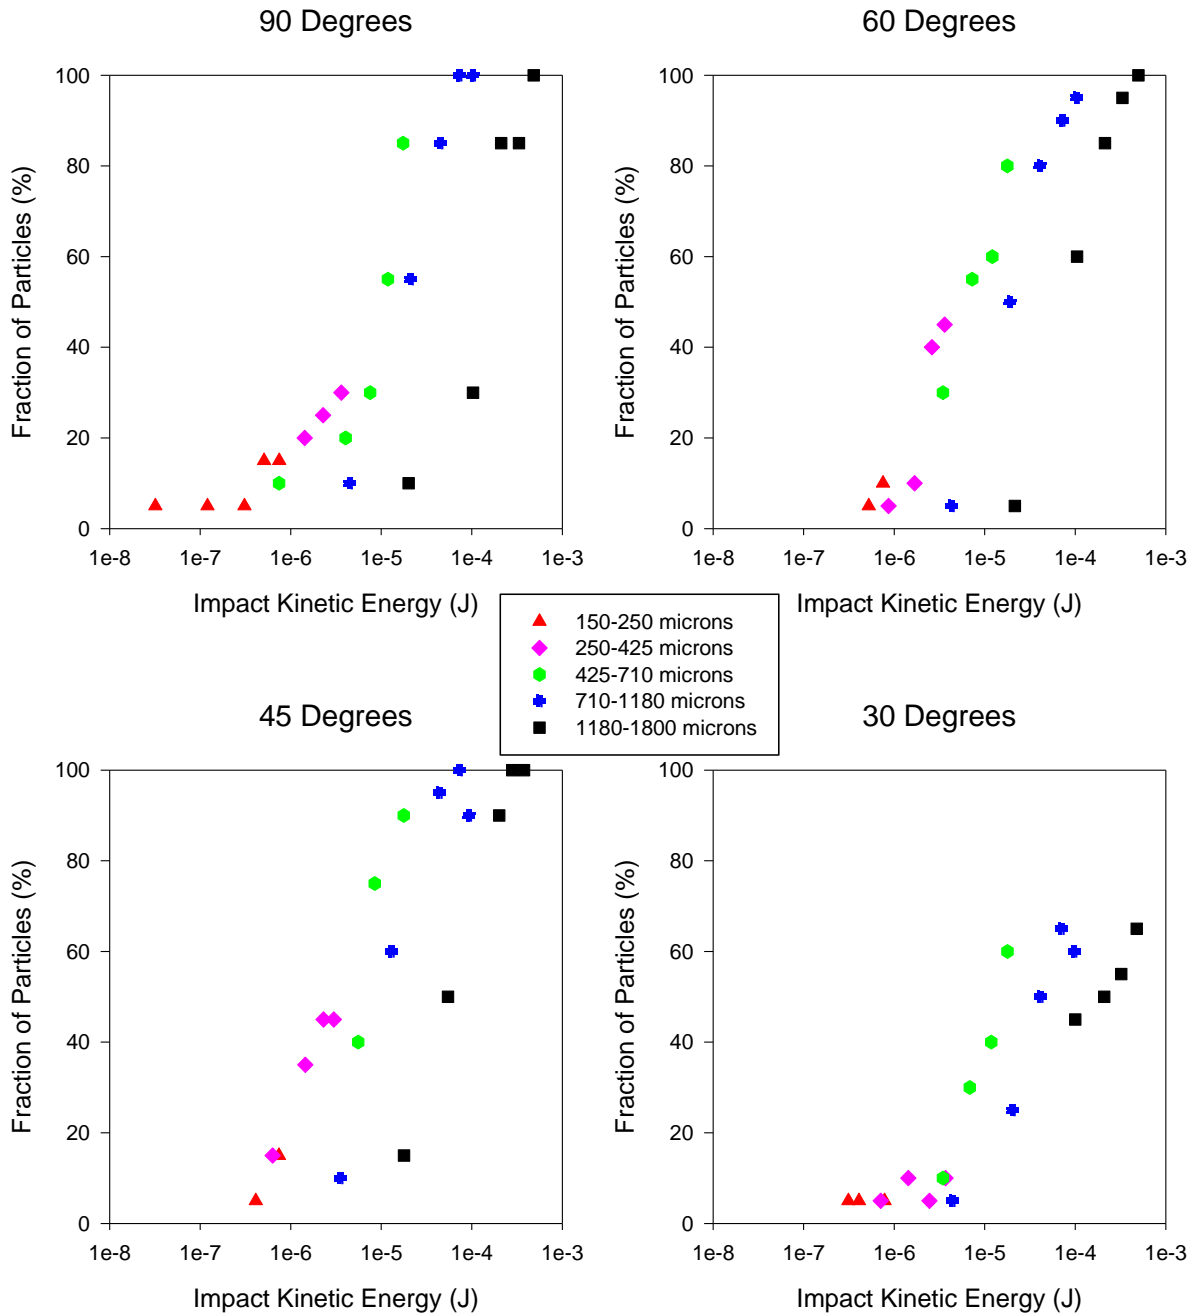 90 Degrees
60 Degrees
Fraction of Particles (%)
100
80
60
40
20
0
1e-8 1e-7 1e-6 1e-5 1e-4 1e-3
Impact Kinetic Energy (J)
Fraction of Particles (%)
100
80
60
40
20
0
1e-8 1e-7 1e-6 1e-5 1e-4 1e-3
Impact Kinetic Energy (J)
150-250 microns
250-425 microns
425-710 microns
710-1180 microns
1180-1800 microns
45 Degrees
30 Degrees
Fraction of Particles (%)
100
80
60
40
20
0
1e-8 1e-7 1e-6 1e-5 1e-4 1e-3
Impact Kinetic Energy (J)
Fraction of Particles (%)
100
80
60
40
20
0
1e-8 1e-7 1e-6 1e-5 1e-4 1e-3
Impact Kinetic Energy (J)